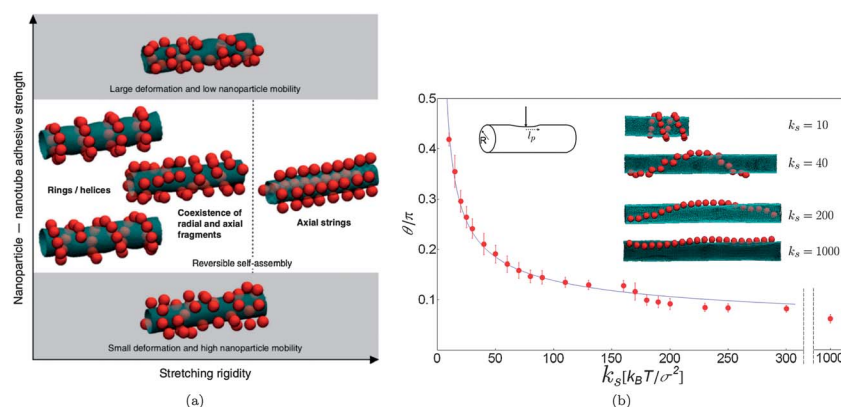 Nanoparticle – nanotube adhesive strength
Large deformation and low nanoparticle mobility
Rings / helices
Coexistence of
radial and axial
fragments
Axial strings
Reversible self-assembly
Small deformation and high nanoparticle mobility
Stretching rigidity
(a)
θ/π
0.5
0.4
0.3
0.2
0.1
R
l_p
k_s = 10
k_s = 40
k_s = 200
k_s = 1000
0 50 100 150 200 250 300 1000
k_s[k_BT/σ²]
(b)